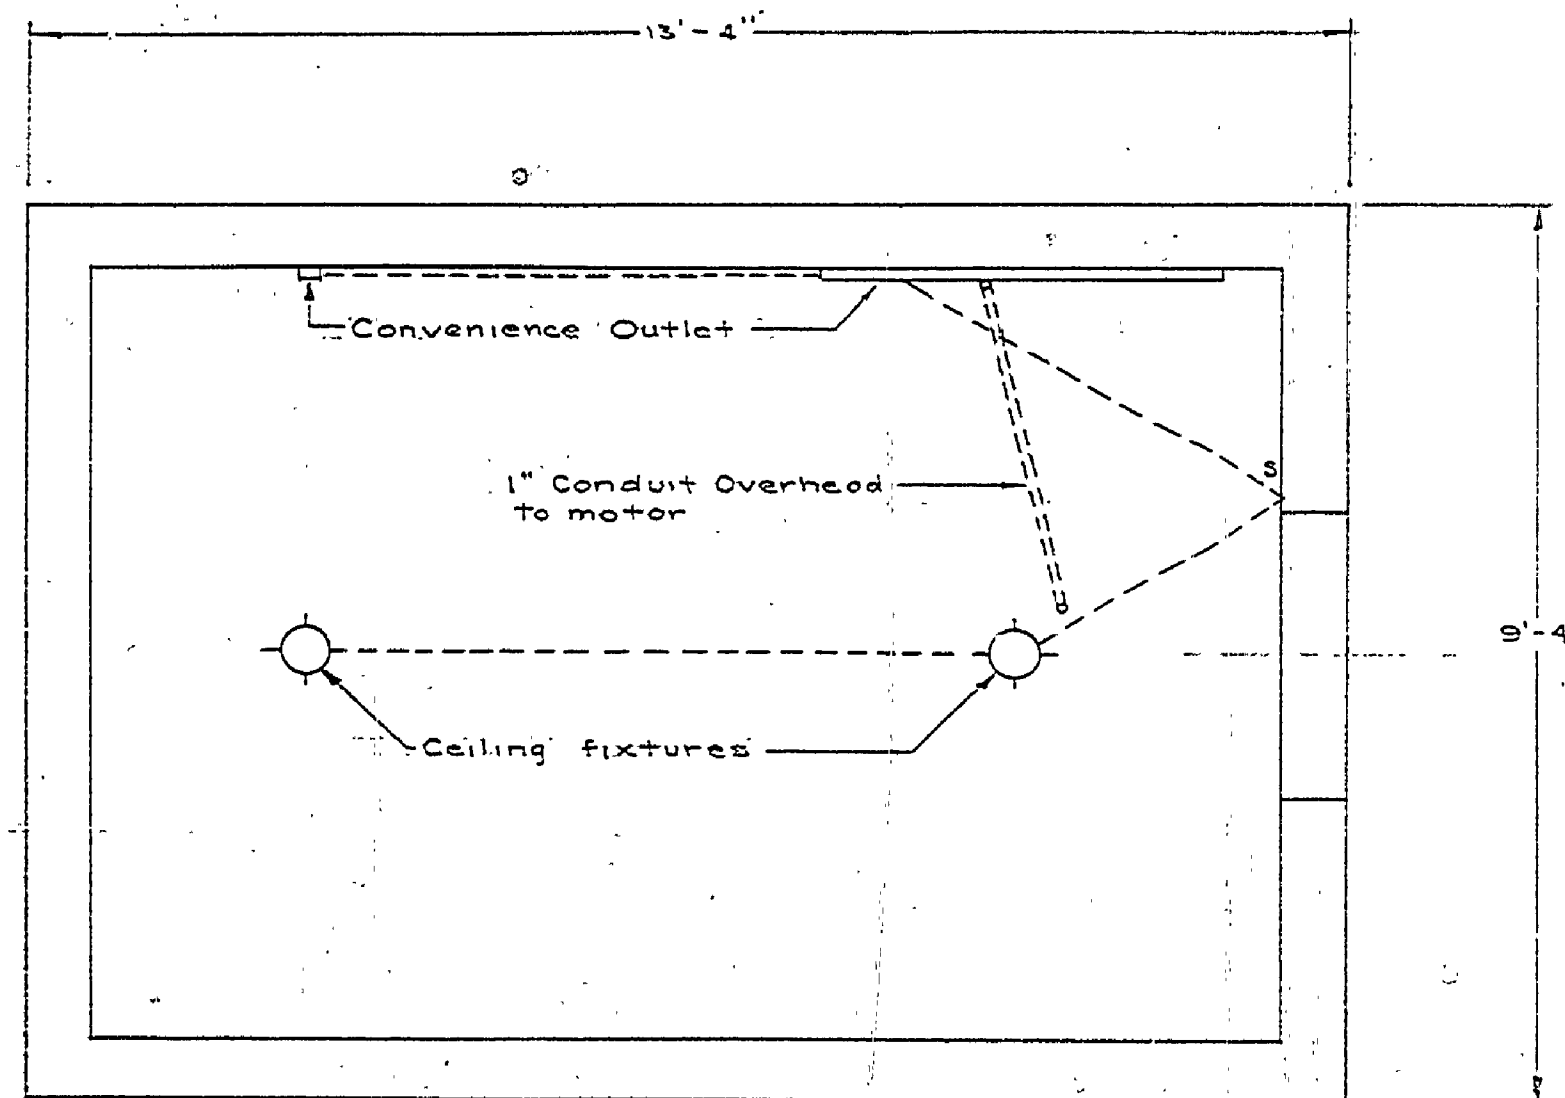 13'-4"
Convenience Outlet
S
1" Conduit Overhead
to motor
9'-4
Ceiling fixtures